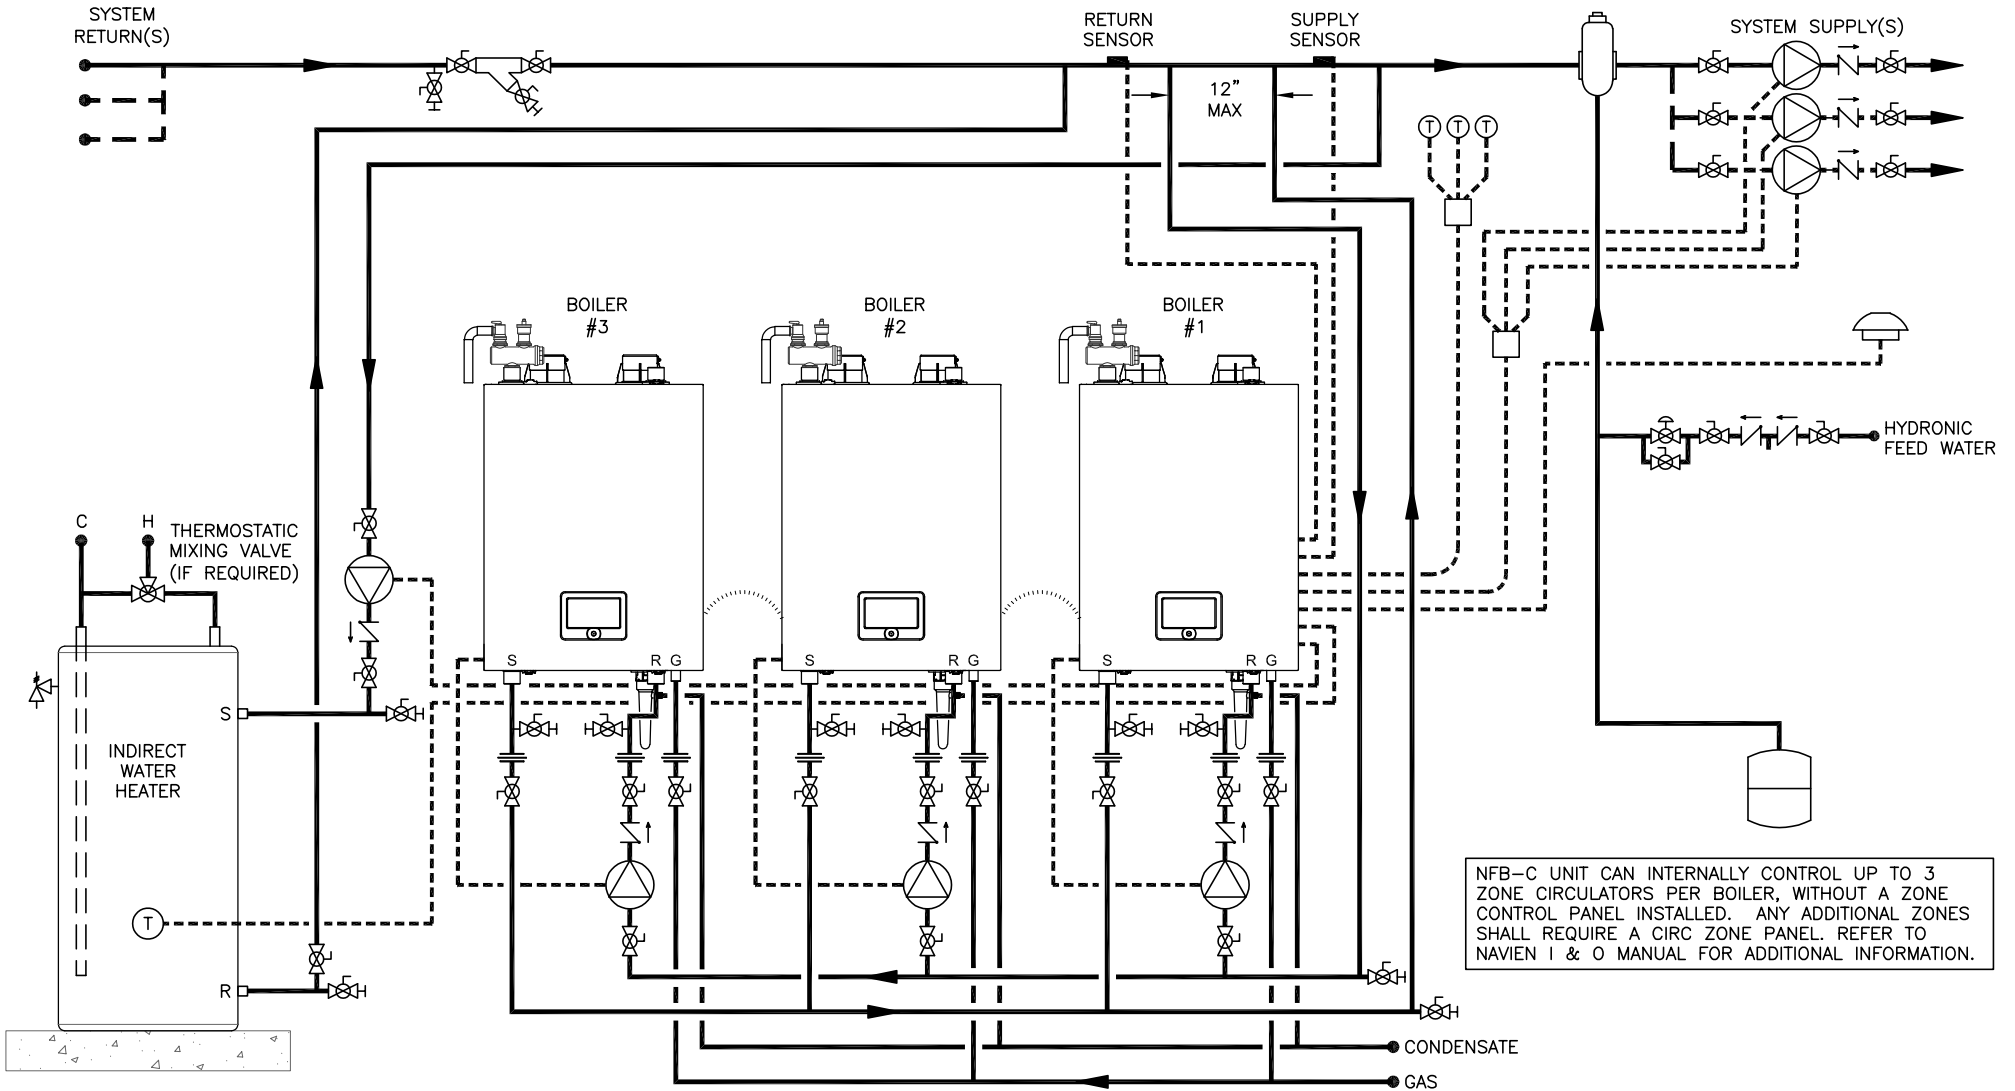 SYSTEM
RETURN(S)
RETURN
SENSOR
SUPPLY
SENSOR
SYSTEM SUPPLY(S)
12"
MAX
T T T
BOILER
#3
BOILER
#2
BOILER
#1
HYDRONIC
FEED WATER
C H
THERMOSTATIC
MIXING VALVE
(IF REQUIRED)
S R G
S R G
S R G
S
INDIRECT
WATER
HEATER
T
R
NFB-C UNIT CAN INTERNALLY CONTROL UP TO 3
ZONE CIRCULATORS PER BOILER, WITHOUT A ZONE
CONTROL PANEL INSTALLED. ANY ADDITIONAL ZONES
SHALL REQUIRE A CIRC ZONE PANEL. REFER TO
NAVIEN I & O MANUAL FOR ADDITIONAL INFORMATION.
CONDENSATE
GAS